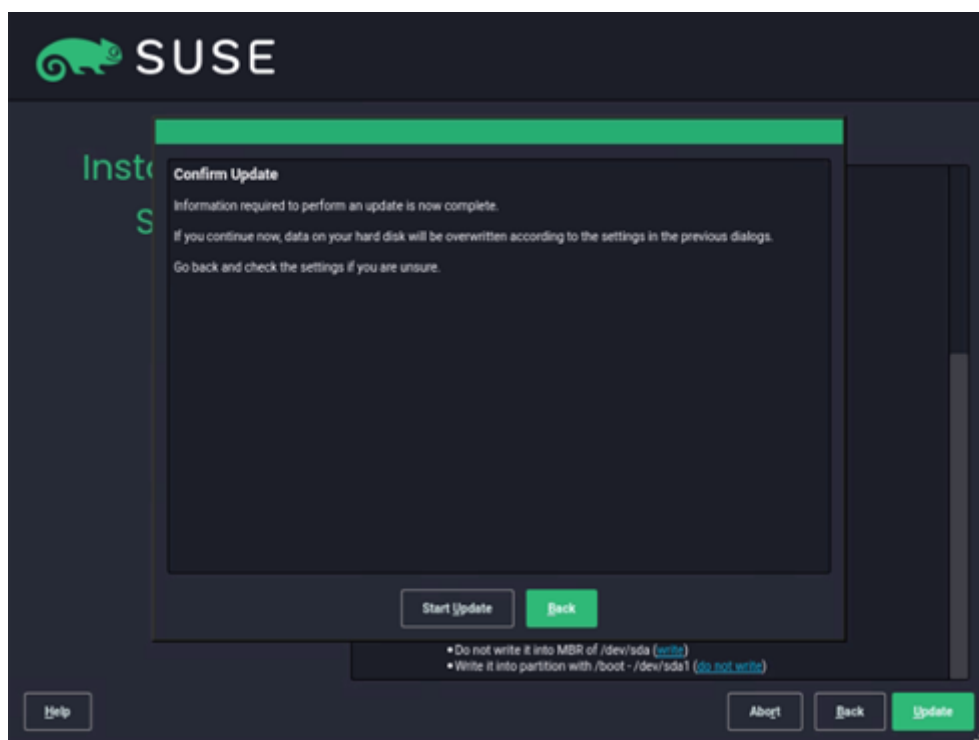 SUSE
Inst
S
Confirm Update
Information required to perform an update is now complete.
If you continue now, data on your hard disk will be overwritten according to the settings in the previous dialogs.
Go back and check the settings if you are unsure.
Start Update
Back
•Do not write it into MBR of /dev/sda (write)
•Write it into partition with /boot - /dev/sda1 (do not write)
Help
Abort
Back
Update